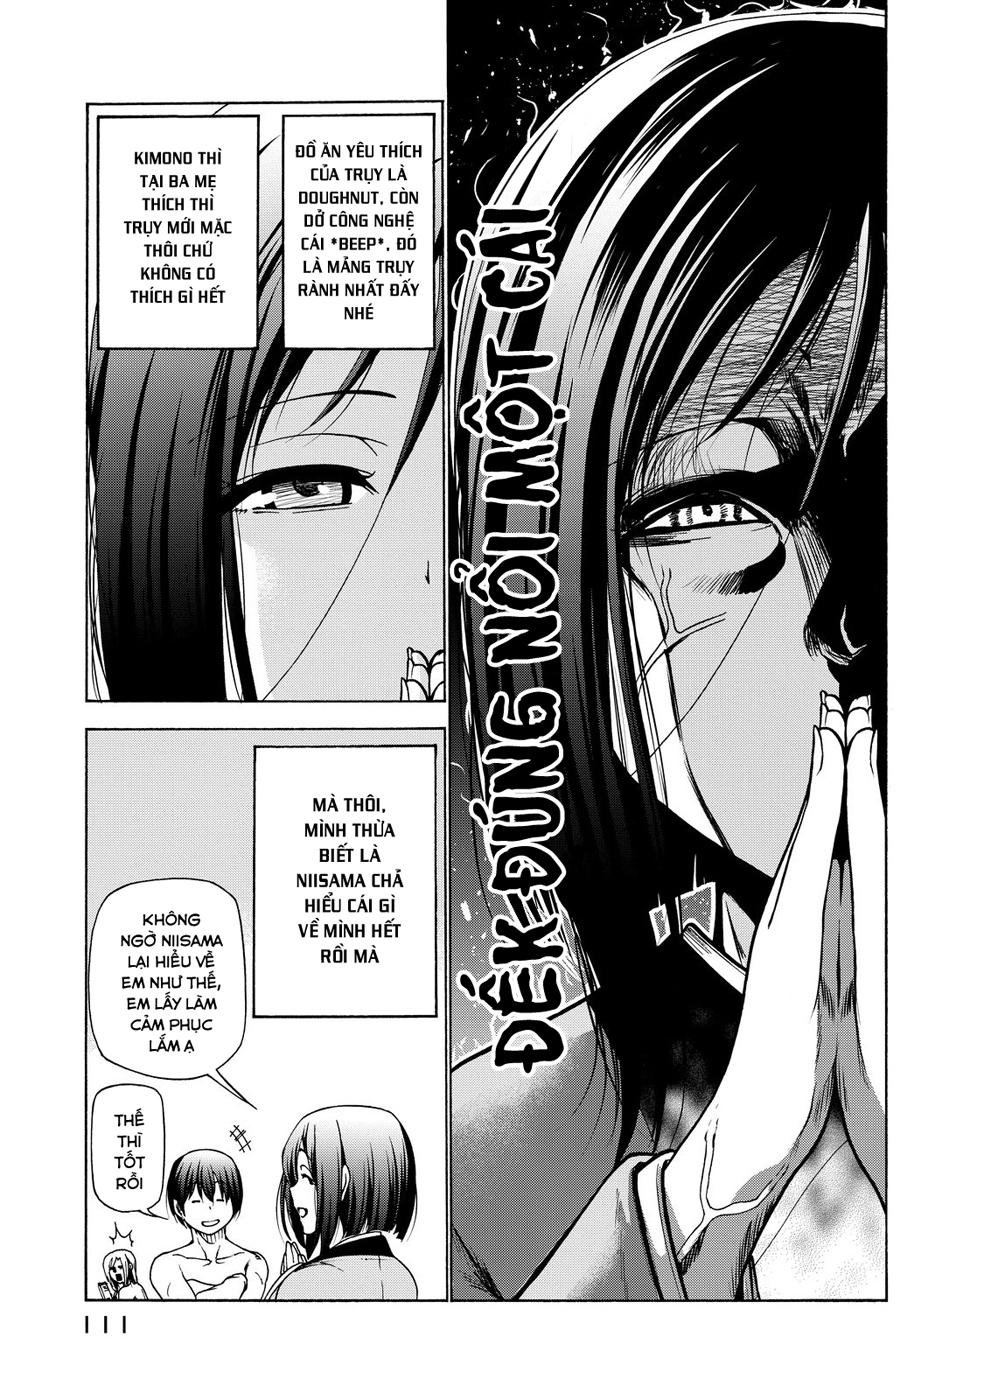 ĐẾK ĐÚNG NỔI MỘT CÁI
ĐỒ ĂN YÊU THÍCH
CỦA TRỤY LÀ
DOUGHNUT, CÒN
DỞ CÔNG NGHỆ
CÁI *BEEP*, ĐÓ
LÀ MẢNG TRỤY
RÀNH NHẤT ĐẤY
NHÉ
KIMONO THÌ
TẠI BA MẸ
THÍCH THÌ
TRỤY MỚI MẶC
THÔI CHỨ
KHÔNG CÓ
THÍCH GÌ HẾT
MÀ THÔI,
MÌNH THỪA
BIẾT LÀ
NIISAMA CHẢ
HIỂU CÁI GÌ
VỀ MÌNH HẾT
RỒI MÀ
KHÔNG
NGỜ NIISAMA
LẠI HIỂU VỀ
EM NHƯ THẾ,
EM LẤY LÀM
CẢM PHỤC
LẮM Ạ
THẾ
THÌ
TỐT
RỒI
111